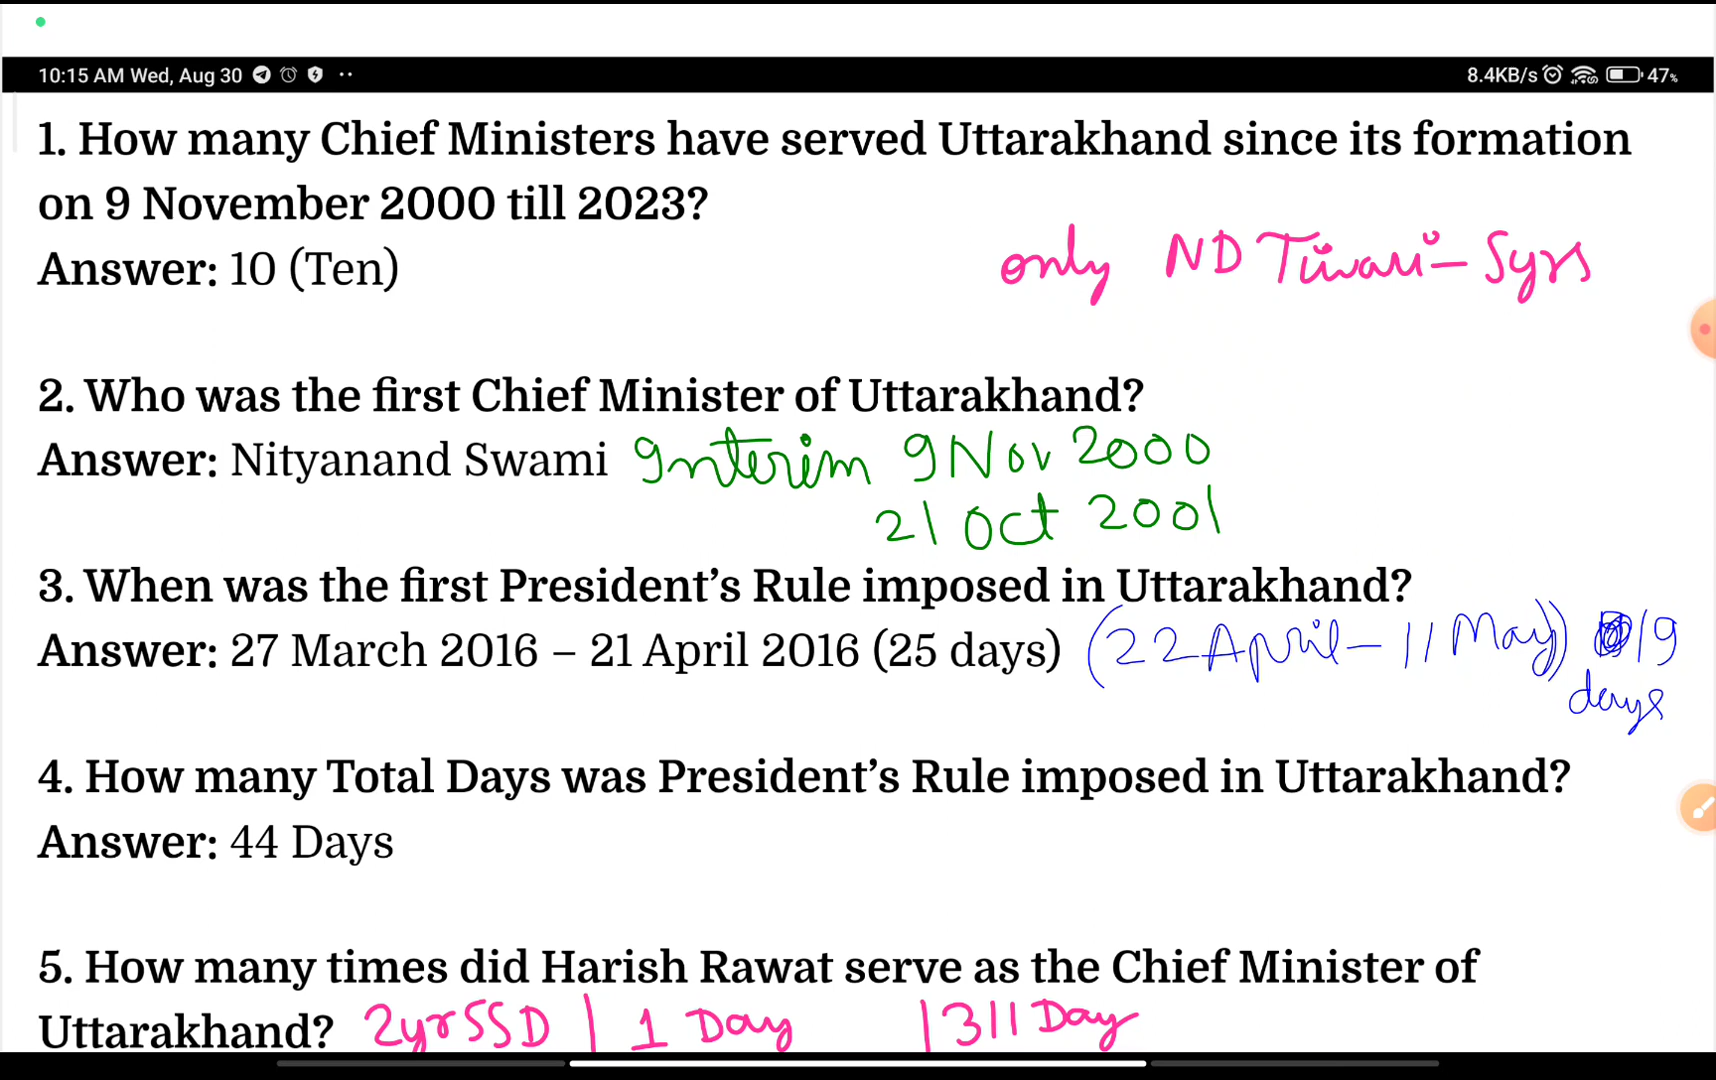 10:15 AM Wed, Aug 30 8.4KB/s 47%
1. How many Chief Ministers have served Uttarakhand since its formation
on 9 November 2000 till 2023?
Answer: 10 (Ten) only ND Tiwari - 5yrs
2. Who was the first Chief Minister of Uttarakhand?
Answer: Nityanand Swami Interim 9 Nov 2000
21 Oct 2001
3. When was the first President's Rule imposed in Uttarakhand?
Answer: 27 March 2016 – 21 April 2016 (25 days) (22 April - 11 May) 19
days
4. How many Total Days was President's Rule imposed in Uttarakhand?
Answer: 44 Days
5. How many times did Harish Rawat serve as the Chief Minister of
Uttarakhand? 2yr 55D | 1 Day | 311 Day